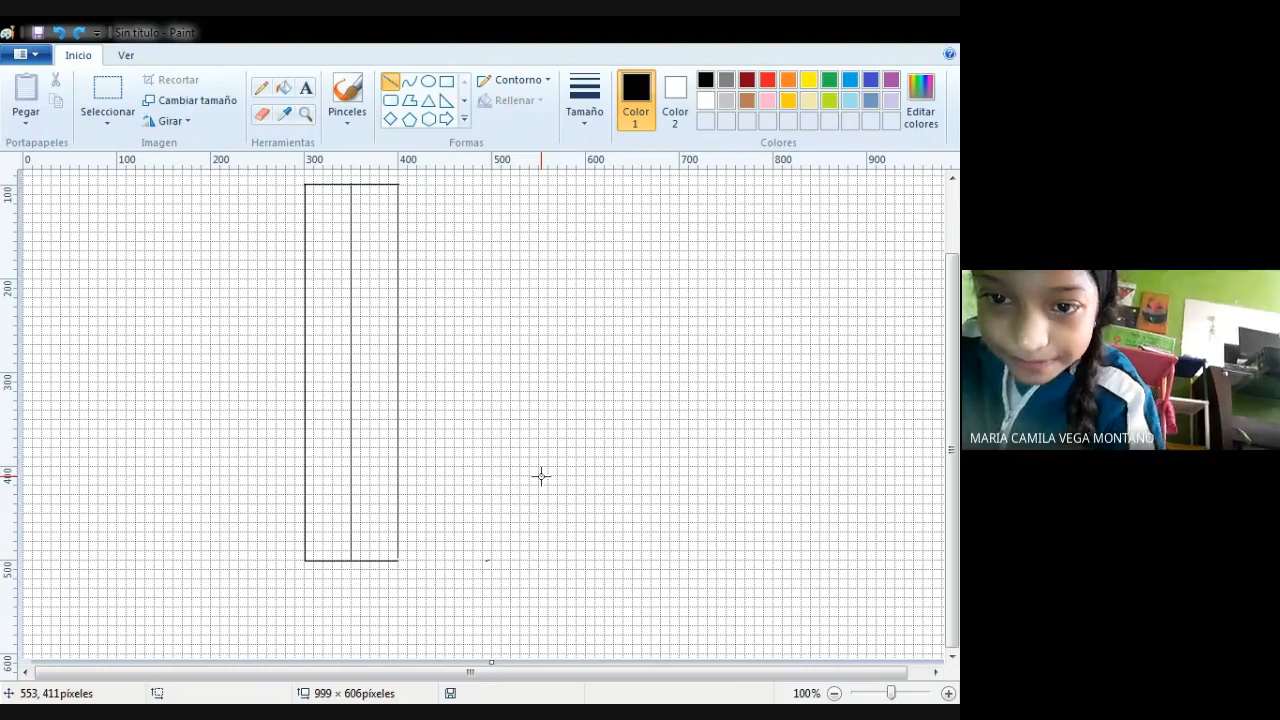 Sin título - Paint
Inicio Ver
Pegar
Seleccionar
Recortar
Cambiar tamaño
Girar
A
Pinceles
Contorno
Rellenar
Tamaño
Color 1
Color 2
Editar colores
Portapapeles Imagen Herramientas Formas Colores
0 100 200 300 400 500 600 700 800 900
100
200
300
400
500
600
MARIA CAMILA VEGA MONTAÑO
553, 411píxeles 999 × 606píxeles 100%